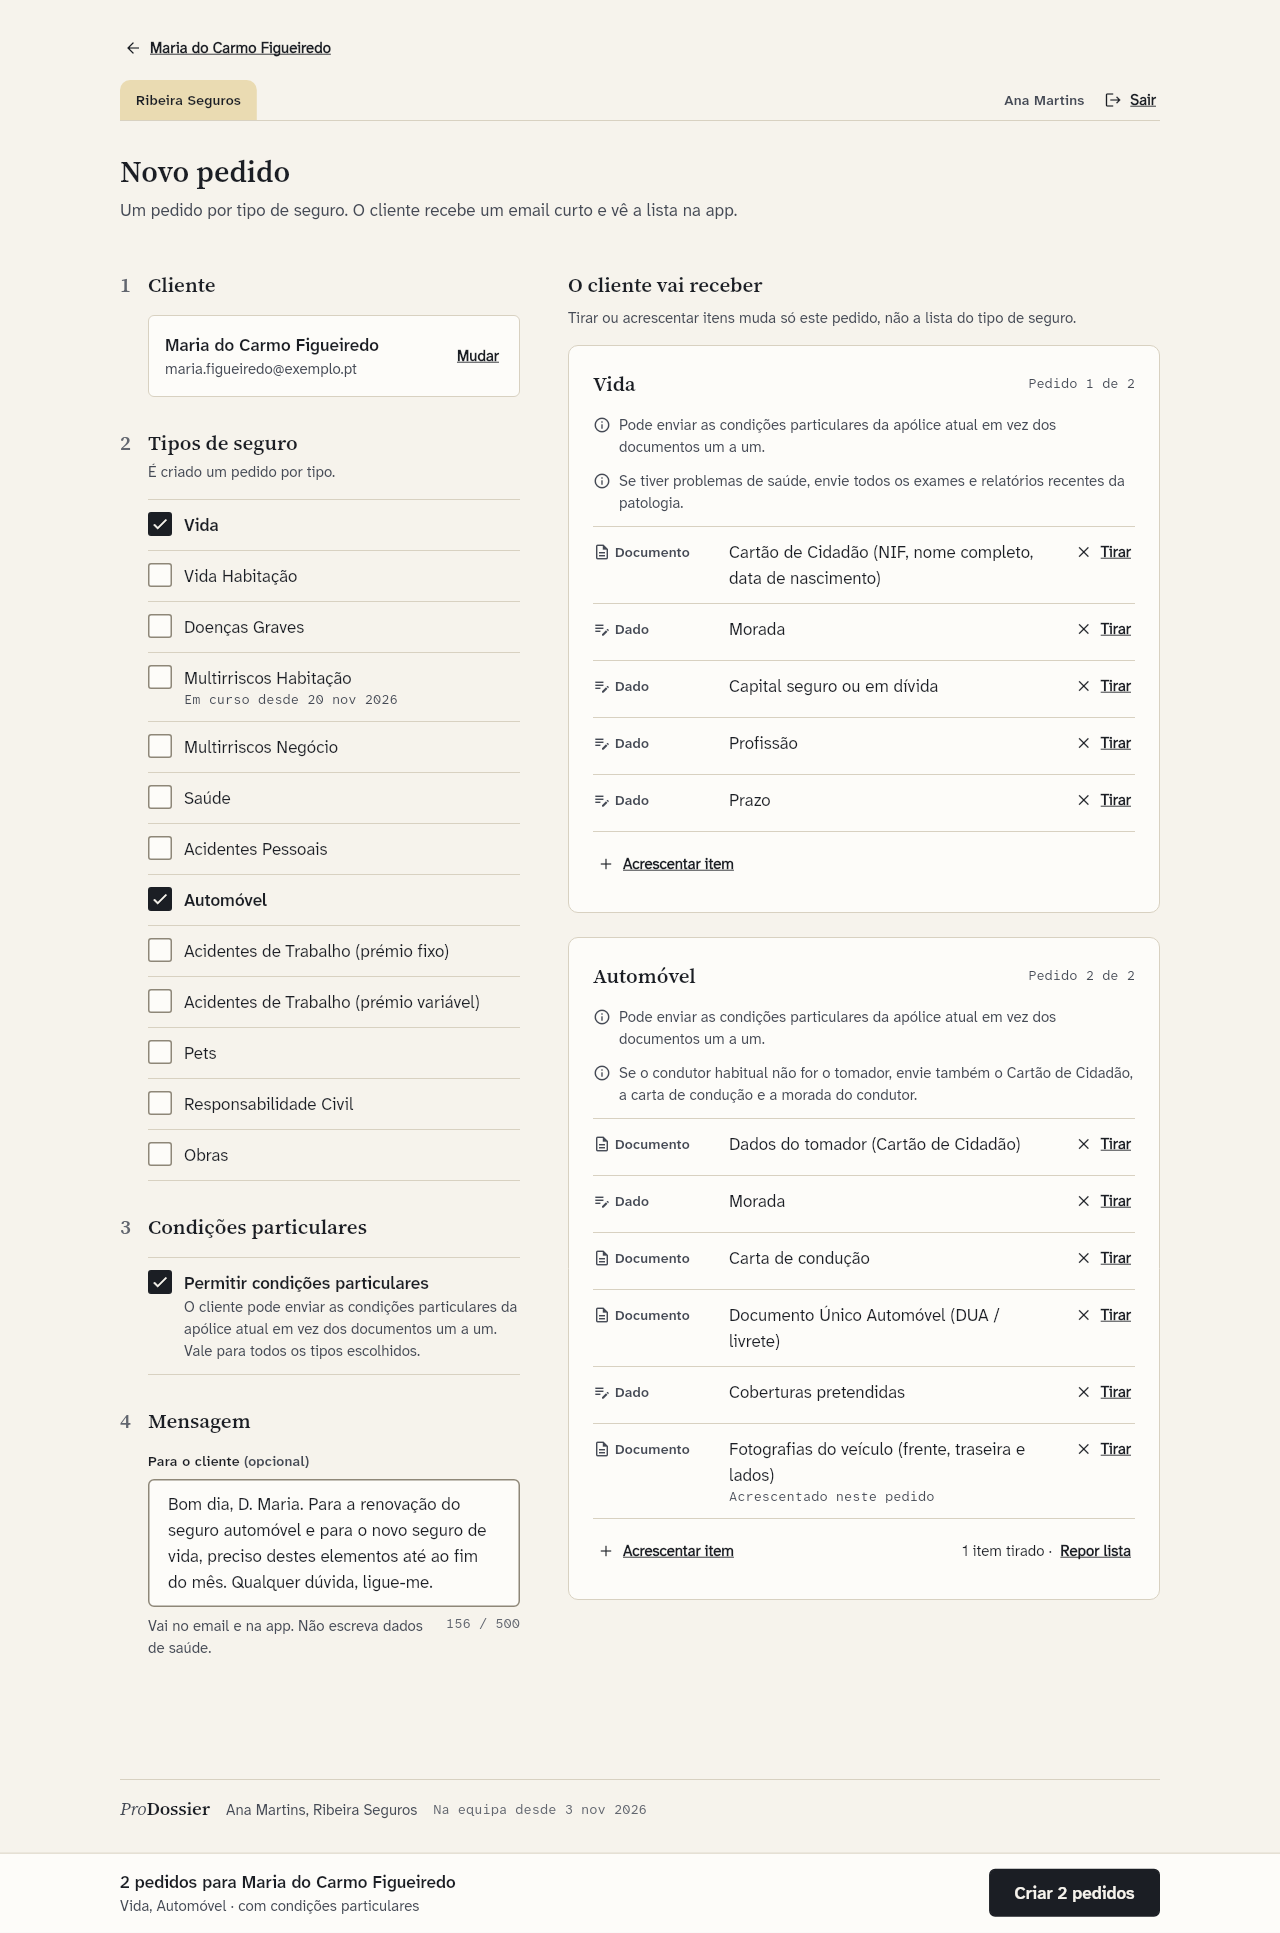 Maria do Carmo Figueiredo
Ribeira Seguros
Ana Martins
Sair
Novo pedido
Um pedido por tipo de seguro. O cliente recebe um email curto e vê a lista na app.
1 Cliente
Maria do Carmo Figueiredo
maria.figueiredo@exemplo.pt
Mudar
2 Tipos de seguro
É criado um pedido por tipo.
Vida
Vida Habitação
Doenças Graves
Multirriscos Habitação
Em curso desde 20 nov 2026
Multirriscos Negócio
Saúde
Acidentes Pessoais
Automóvel
Acidentes de Trabalho (prémio fixo)
Acidentes de Trabalho (prémio variável)
Pets
Responsabilidade Civil
Obras
3 Condições particulares
Permitir condições particulares
O cliente pode enviar as condições particulares da
apólice atual em vez dos documentos um a um.
Vale para todos os tipos escolhidos.
4 Mensagem
Para o cliente (opcional)
Bom dia, D. Maria. Para a renovação do
seguro automóvel e para o novo seguro de
vida, preciso destes elementos até ao fim
do mês. Qualquer dúvida, ligue-me.
Vai no email e na app. Não escreva dados
de saúde.
156 / 500
O cliente vai receber
Tirar ou acrescentar itens muda só este pedido, não a lista do tipo de seguro.
Vida
Pedido 1 de 2
Pode enviar as condições particulares da apólice atual em vez dos
documentos um a um.
Se tiver problemas de saúde, envie todos os exames e relatórios recentes da
patologia.
Documento Cartão de Cidadão (NIF, nome completo, Tirar
data de nascimento)
Dado Morada Tirar
Dado Capital seguro ou em dívida Tirar
Dado Profissão Tirar
Dado Prazo Tirar
Acrescentar item
Automóvel
Pedido 2 de 2
Pode enviar as condições particulares da apólice atual em vez dos
documentos um a um.
Se o condutor habitual não for o tomador, envie também o Cartão de Cidadão,
a carta de condução e a morada do condutor.
Documento Dados do tomador (Cartão de Cidadão) Tirar
Dado Morada Tirar
Documento Carta de condução Tirar
Documento Documento Único Automóvel (DUA / Tirar
livrete)
Dado Coberturas pretendidas Tirar
Documento Fotografias do veículo (frente, traseira e Tirar
lados)
Acrescentado neste pedido
Acrescentar item
1 item tirado · Repor lista
ProDossier Ana Martins, Ribeira Seguros Na equipa desde 3 nov 2026
2 pedidos para Maria do Carmo Figueiredo
Vida, Automóvel · com condições particulares
Criar 2 pedidos